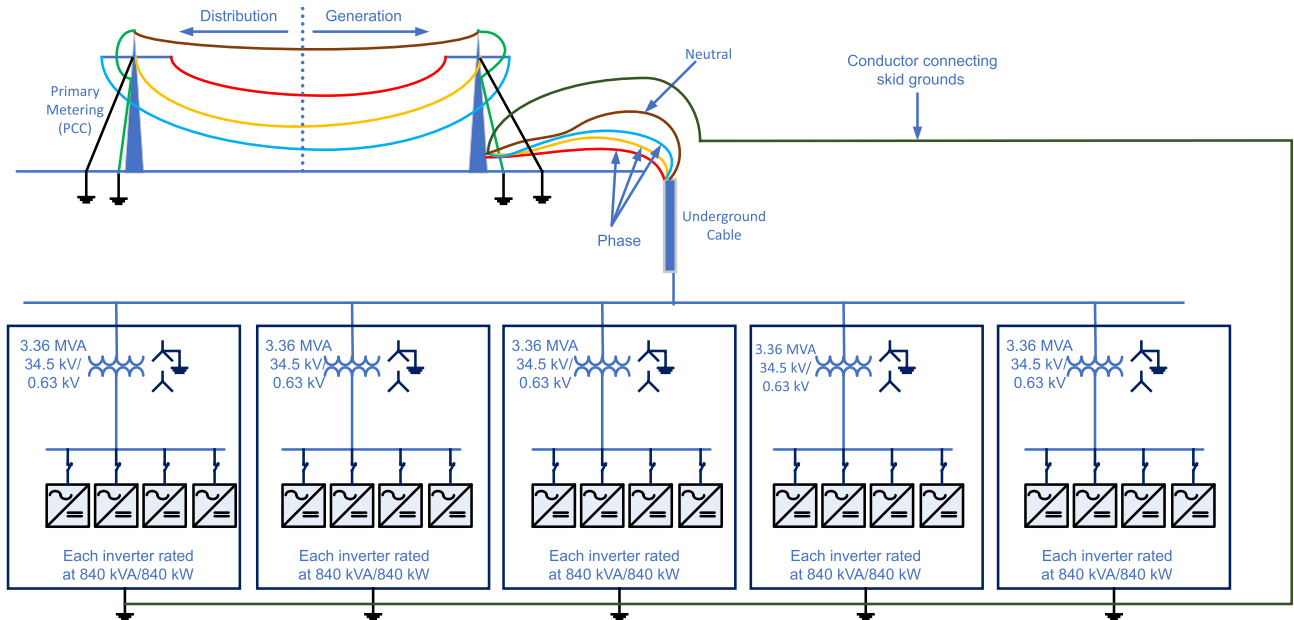 Distribution
Generation
Neutral
Conductor connecting
skid grounds
Primary
Metering
(PCC)
Underground
Cable
Phase
3.36 MVA
34.5 kV/
0.63 kV
3.36 MVA
34.5 kV/
0.63 kV
3.36 MVA
34.5 kV/
0.63 kV
3.36 MVA
34.5 kV/
0.63 kV
3.36 MVA
34.5 kV/
0.63 kV
Each inverter rated
at 840 kVA/840 kW
Each inverter rated
at 840 kVA/840 kW
Each inverter rated
at 840 kVA/840 kW
Each inverter rated
at 840 kVA/840 kW
Each inverter rated
at 840 kVA/840 kW